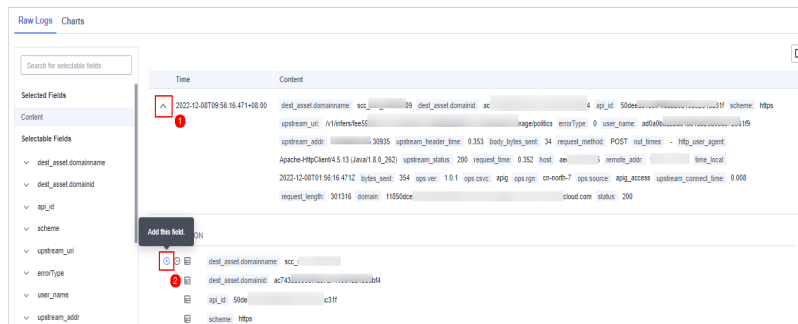 Raw Logs Charts
Search for selectable fields.
Selected Fields
Content
Selectable Fields
dest_asset.domainname
dest_asset.domainid
api_id
scheme
upstream_uri
errorType
user_name
upstream_addr
Time Content
2022-12-08T09:56:16.471+08:00 dest_asset.domainname: scc_ 09 dest_asset.domainid: ac 4 api_id: 50dee 31f scheme: https
upstream_uri: /v1/infers/fee55 nage/politics errorType: 0 user_name: ad0a0 1f9
upstream_addr: :30935 upstream_header_time: 0.353 body_bytes_sent: 34 request_method: POST out_times: - http_user_agent:
Apache-HttpClient/4.5.13 (Java/1.8.0_262) upstream_status: 200 request_time: 0.352 host: ae remote_addr: time_local:
2022-12-08T01:56:16.471Z bytes_sent: 354 ops.ver: 1.0.1 ops.csvc: apig ops.rgn: cn-north-7 ops.source: apig_access upstream_connect_time: 0.008
request_length: 301316 domain: 11850dce cloud.com status: 200
1
Add this field.
ON
2
dest_asset.domainname: scc_
dest_asset.domainid: ac743 bf4
api_id: 50de c31f
scheme: https